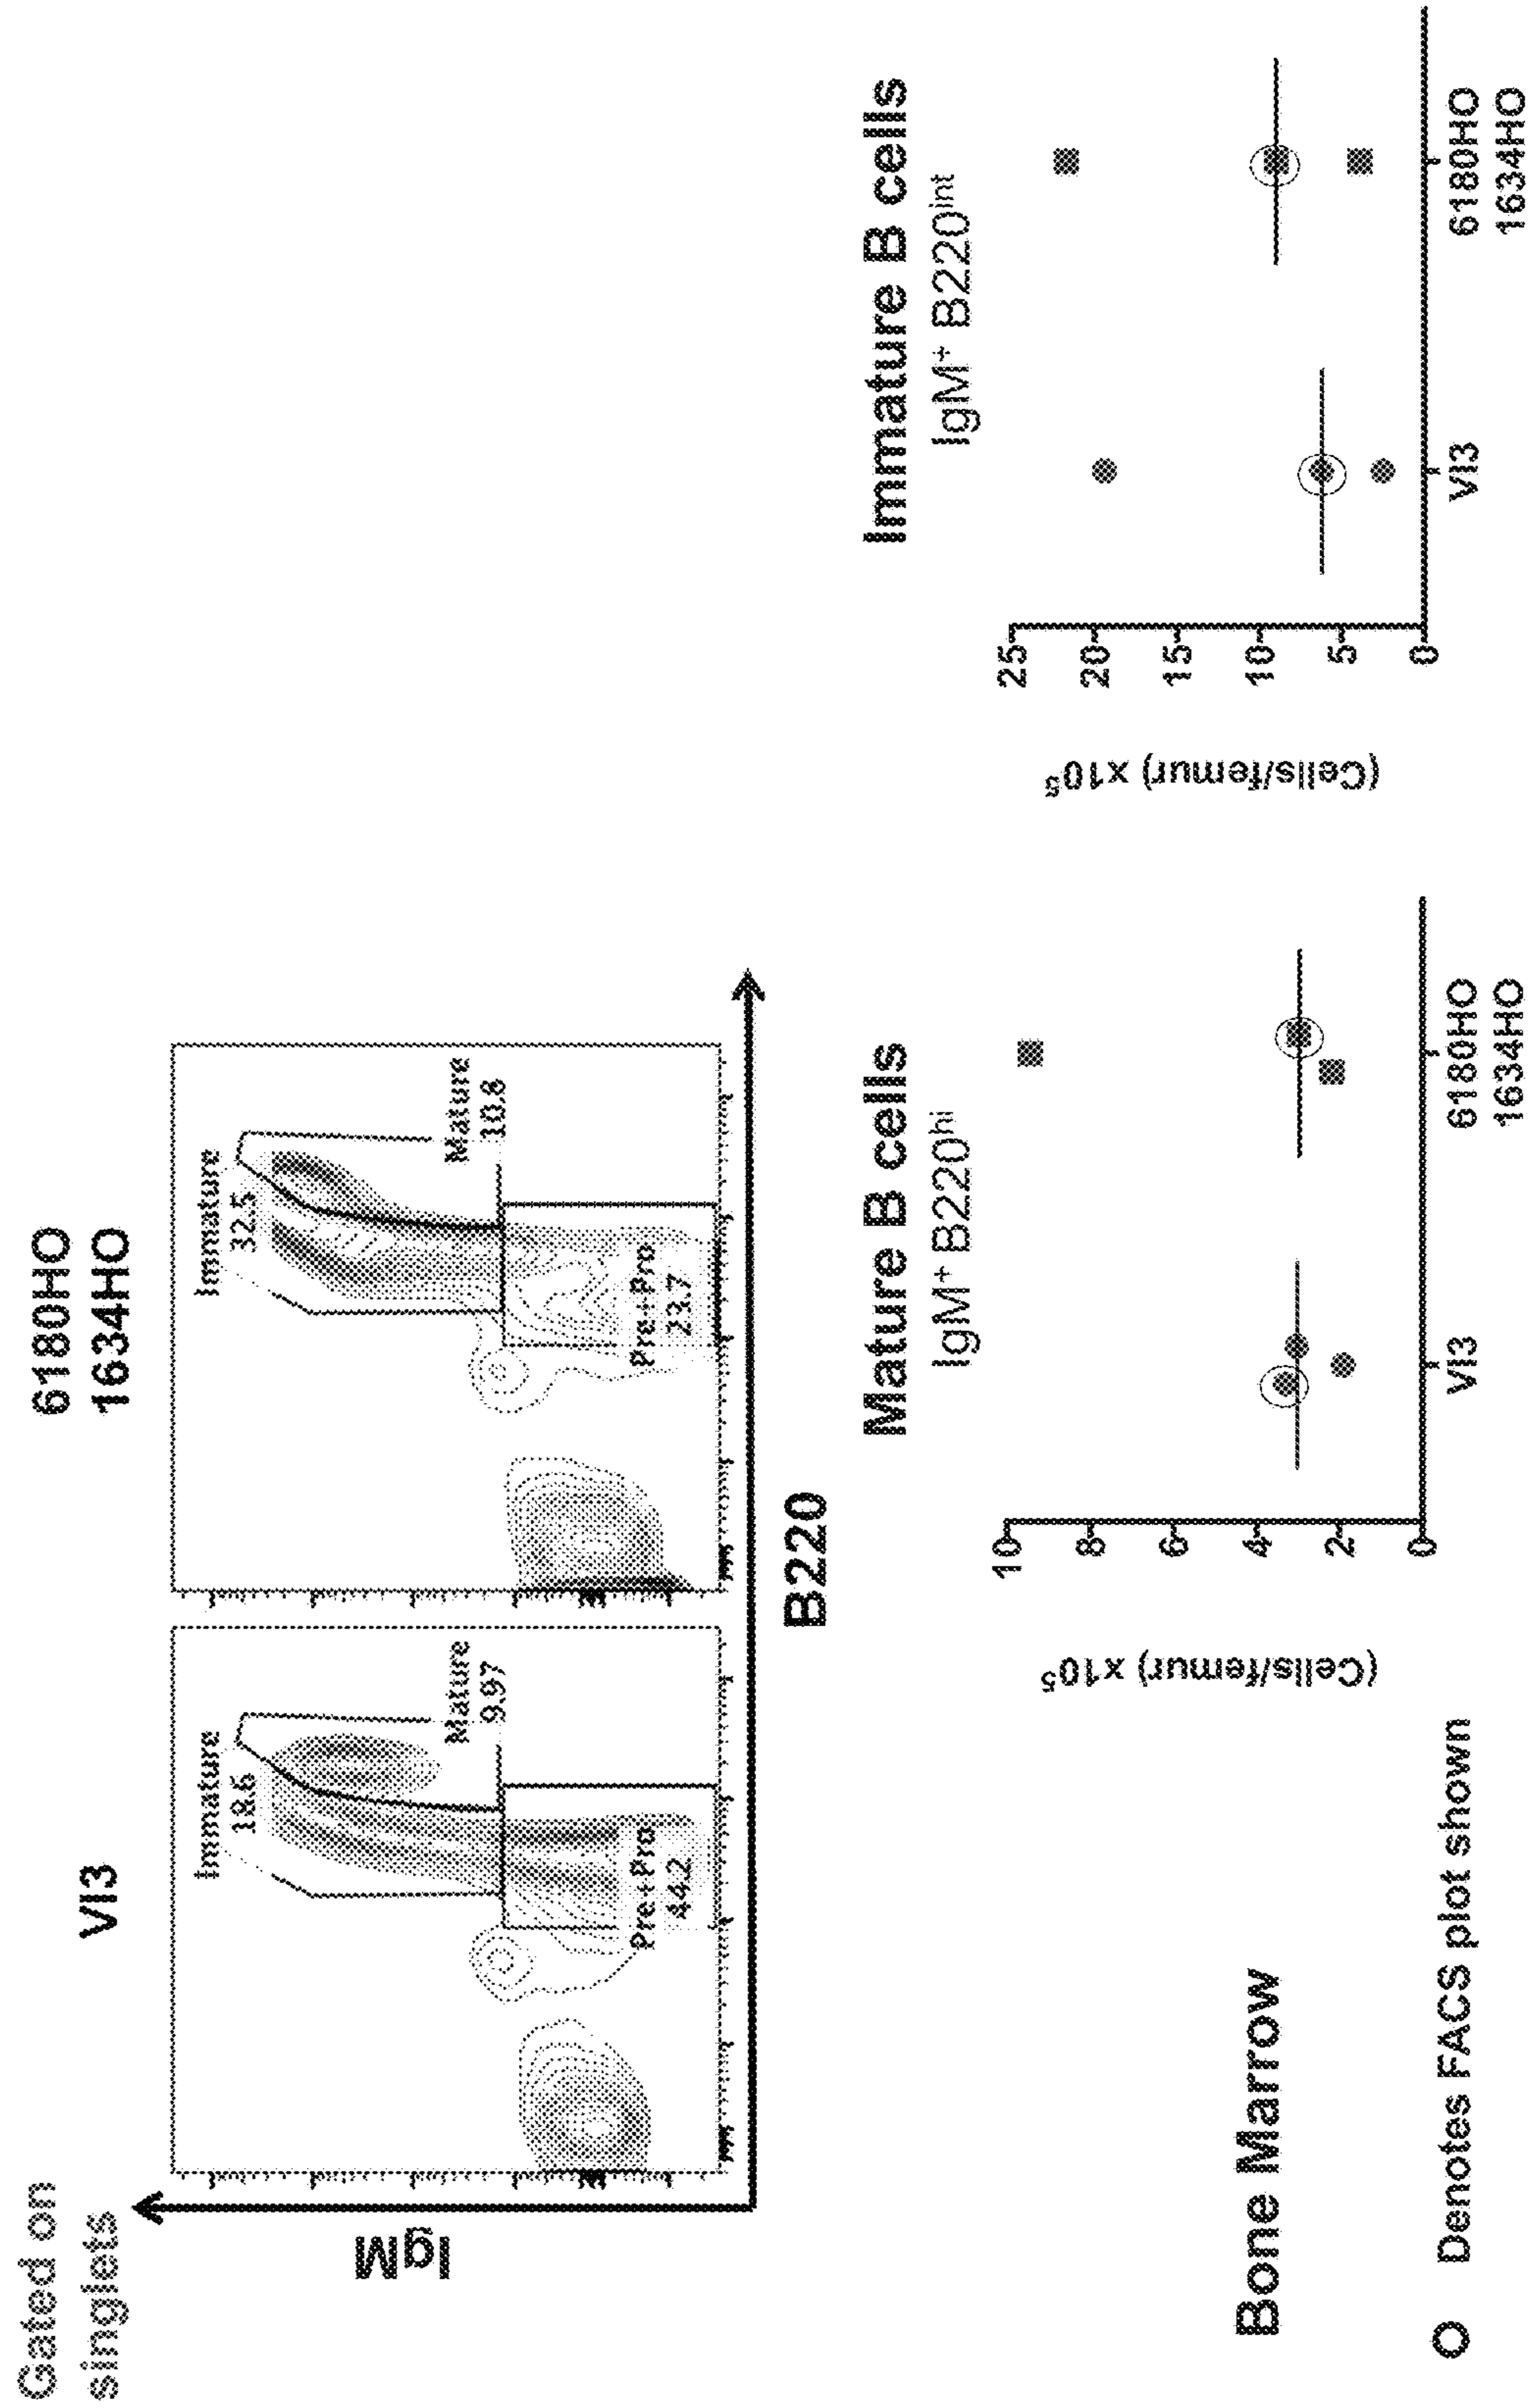 Gated on
singlets
VI3
6180HO
1634HO
IgM
Immature
18.6
Mature
9.97
Pre+Pro
44.2
Immature
32.5
Mature
10.8
Pre+Pro
23.7
B220
Bone Marrow
O Denotes FACS plot shown
Mature B cells
IgM⁺ B220ʰⁱ
(Cells/femur) x10⁵
10
8
6
4
2
0
VI3
6180HO
1634HO
Immature B cells
IgM⁺ B220ⁱⁿᵗ
(Cells/femur) x10⁵
25
20
15
10
5
0
VI3
6180HO
1634HO